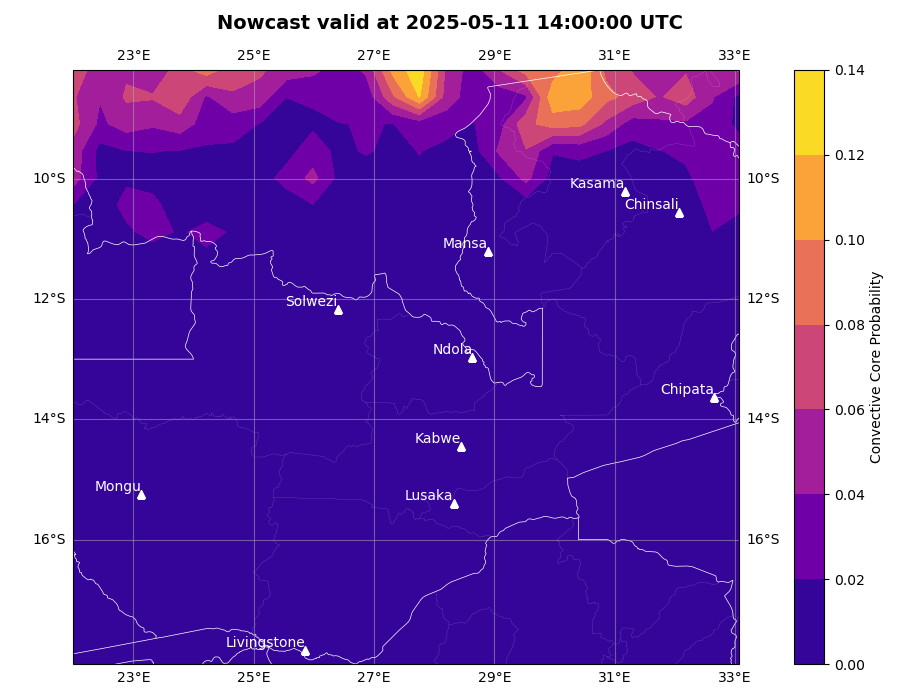 Nowcast valid at 2025-05-11 14:00:00 UTC
23°E 25°E 27°E 29°E 31°E 33°E
0.14
0.12
10°S Kasama 10°S
Chinsali
0.10
Mansa
12°S Solwezi 12°S
0.08
Ndola
Chipata
0.06
14°S 14°S
Kabwe
Mongu
Lusaka
0.04
16°S 16°S
0.02
Livingstone
0.00
23°E 25°E 27°E 29°E 31°E 33°E
Convective Core Probability